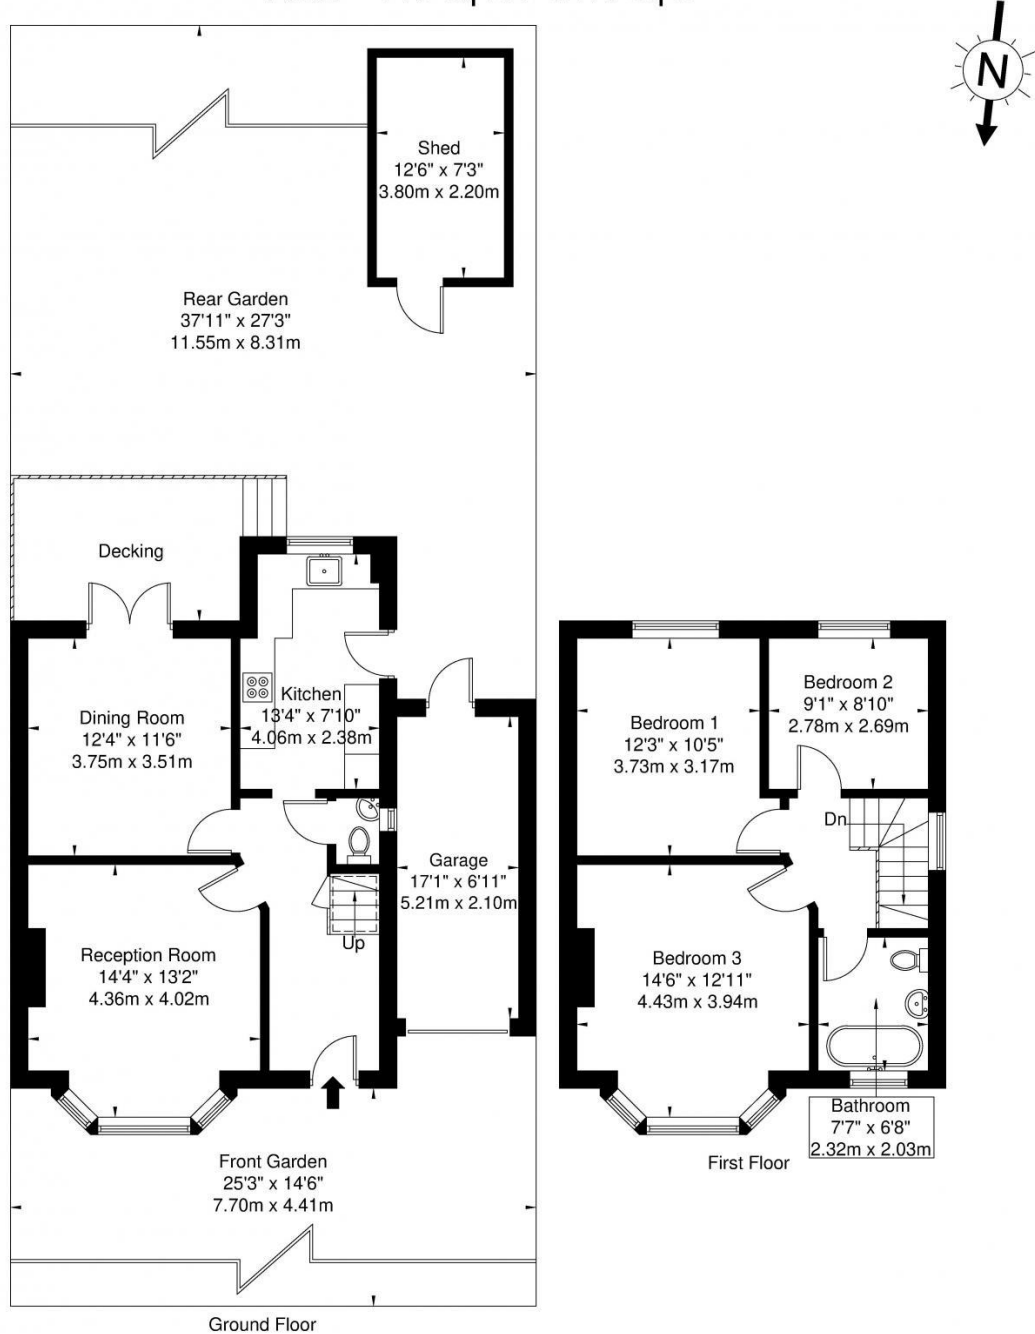 N
Shed
12'6" x 7'3"
3.80m x 2.20m
Rear Garden
37'11" x 27'3"
11.55m x 8.31m
Decking
Dining Room
12'4" x 11'6"
3.75m x 3.51m
Kitchen
13'4" x 7'10"
4.06m x 2.38m
Garage
17'1" x 6'11"
5.21m x 2.10m
Up
Reception Room
14'4" x 13'2"
4.36m x 4.02m
Front Garden
25'3" x 14'6"
7.70m x 4.41m
Ground Floor
Bedroom 1
12'3" x 10'5"
3.73m x 3.17m
Bedroom 2
9'1" x 8'10"
2.78m x 2.69m
Dn
Bedroom 3
14'6" x 12'11"
4.43m x 3.94m
Bathroom
7'7" x 6'8"
2.32m x 2.03m
First Floor